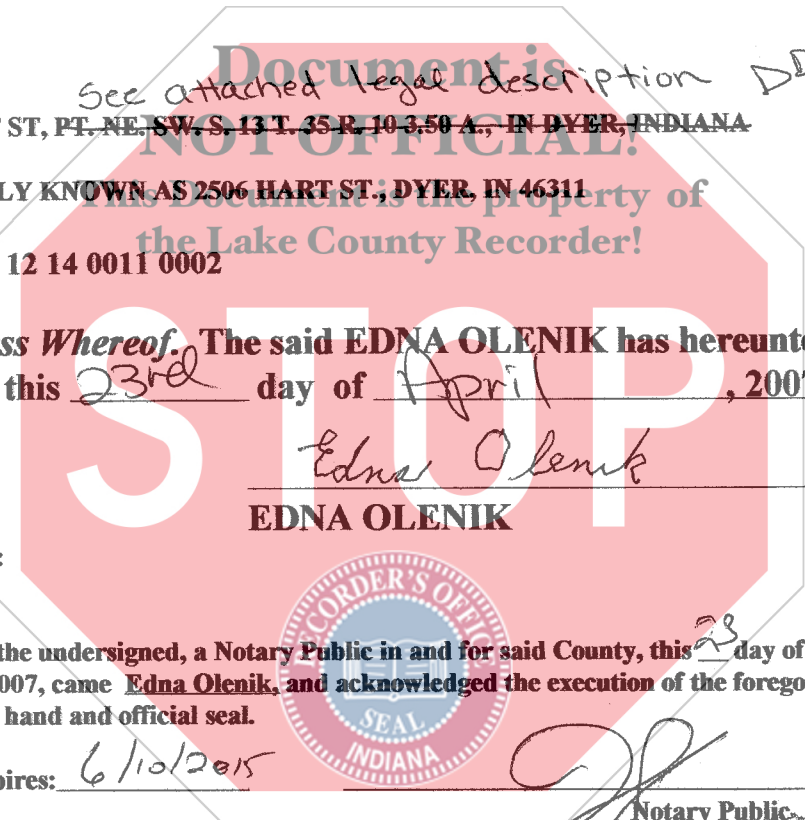 Document is
See attached legal description
ST, PT. NE. SW. S. 13 T. 35 R. 10 3.50 A., IN DYER, INDIANA
NOT OFFICIAL!
LY KNOWN AS 2506 HART ST., DYER, IN 46311
This Document is the property of
the Lake County Recorder!
12 14 0011 0002
STOP
ss Whereof. The said EDNA OLENIK has hereunto
this 23rd day of April, 2007
Edna Olenik
EDNA OLENIK
:
RECORDER'S OFFICE
the undersigned, a Notary Public in and for said County, this 23 day of
007, came Edna Olenik, and acknowledged the execution of the forego
hand and official seal.
SEAL
INDIANA
pires: 6/10/2015
Notary Public